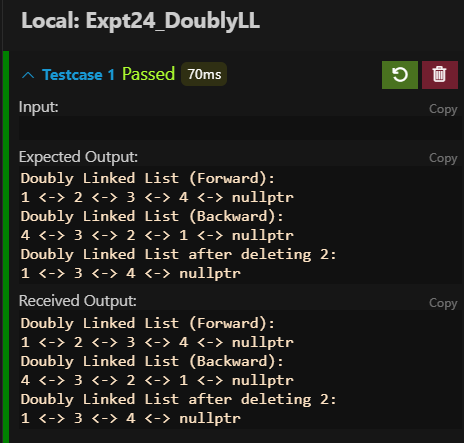 Local: Expt24_DoublyLL
Testcase 1 Passed 70ms
Input: Copy
Expected Output: Copy
Doubly Linked List (Forward):
1 <-> 2 <-> 3 <-> 4 <-> nullptr
Doubly Linked List (Backward):
4 <-> 3 <-> 2 <-> 1 <-> nullptr
Doubly Linked List after deleting 2:
1 <-> 3 <-> 4 <-> nullptr
Received Output: Copy
Doubly Linked List (Forward):
1 <-> 2 <-> 3 <-> 4 <-> nullptr
Doubly Linked List (Backward):
4 <-> 3 <-> 2 <-> 1 <-> nullptr
Doubly Linked List after deleting 2:
1 <-> 3 <-> 4 <-> nullptr